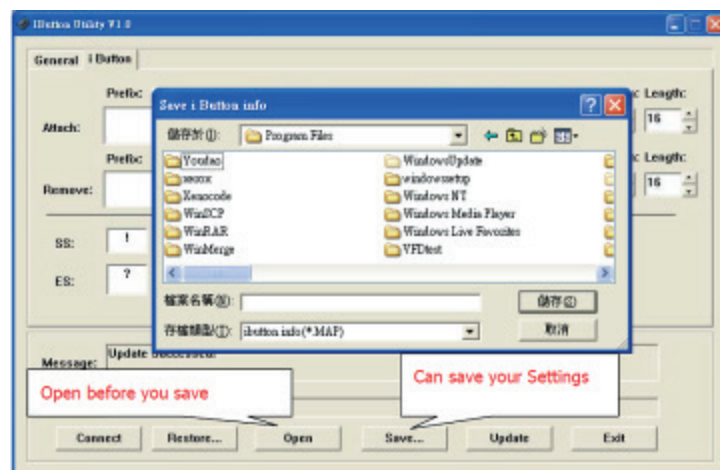 iButton Utility V1.0
General i Button
Prefix:
Length:
Attach:
16
Prefix:
Length:
Remove:
16
SS: !
ES: ?
Save i Button info
儲存於(I): Program Files
Youdao
xerox
Xenocode
WinSCP
WinRAR
WinMerge
WindowsUpdate
windowssetup
Windows NT
Windows Media Player
Windows Live Favorites
VFDtest
檔案名稱(N):
儲存(S)
存檔類型(T): ibutton info(*.MAP)
取消
Message: Update
Open before you save
Can save your Settings
Connect Restore... Open Save... Update Exit